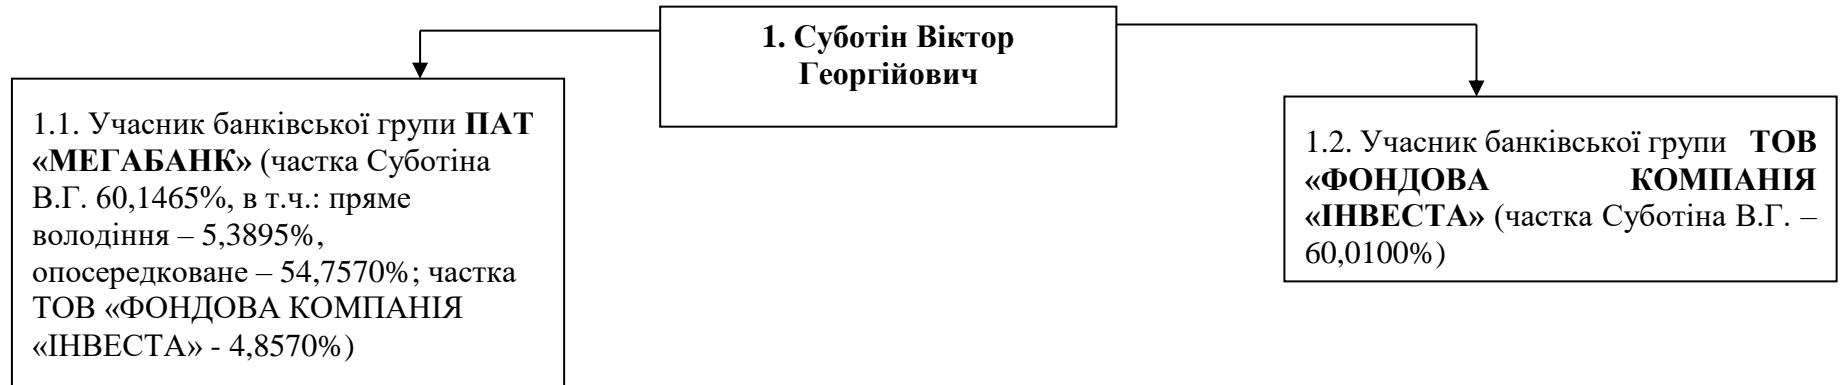 1. Суботін Віктор
Георгійович
1.1. Учасник банківської групи ПАТ
«МЕГАБАНК» (частка Суботіна
В.Г. 60,1465%, в т.ч.: пряме
володіння – 5,3895%,
опосередковане – 54,7570%; частка
ТОВ «ФОНДОВА КОМПАНІЯ
«ІНВЕСТА» - 4,8570%)
1.2. Учасник банківської групи ТОВ
«ФОНДОВА КОМПАНІЯ
«ІНВЕСТА» (частка Суботіна В.Г. –
60,0100%)